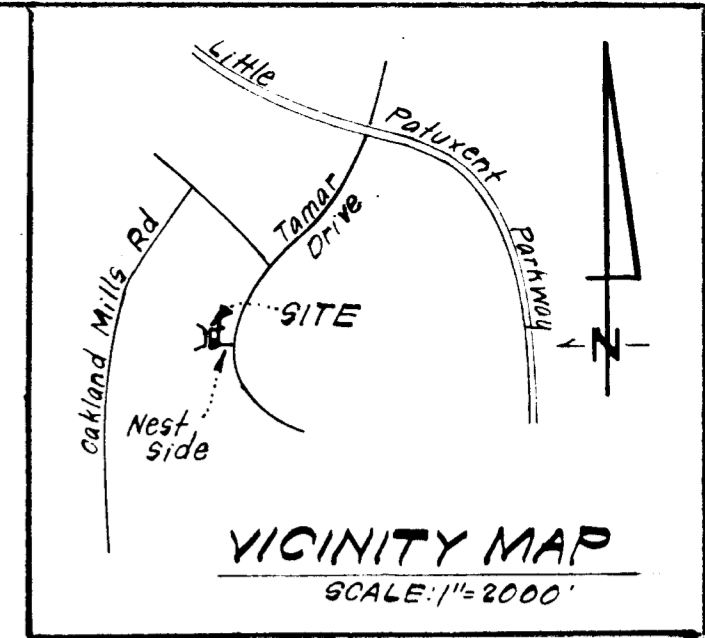 Little
Patuxent
Parkway
Tamar
Drive
Oakland Mills Rd
SITE
N
Nest
side
VICINITY MAP
SCALE: 1"=2000'